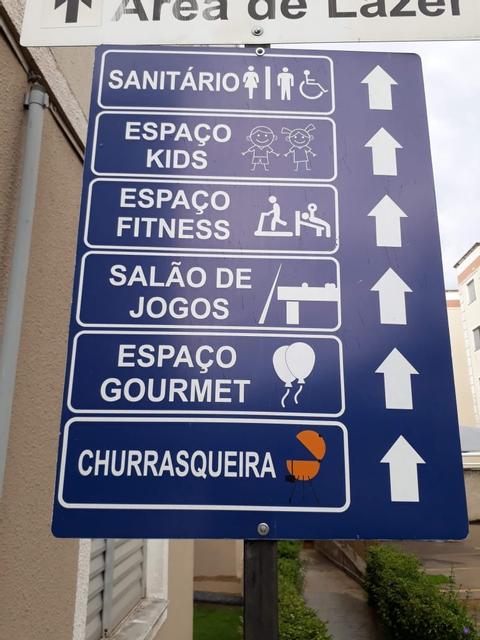 Área de Lazer
SANITÁRIO
ESPAÇO
KIDS
ESPAÇO
FITNESS
SALÃO DE
JOGOS
ESPAÇO
GOURMET
CHURRASQUEIRA